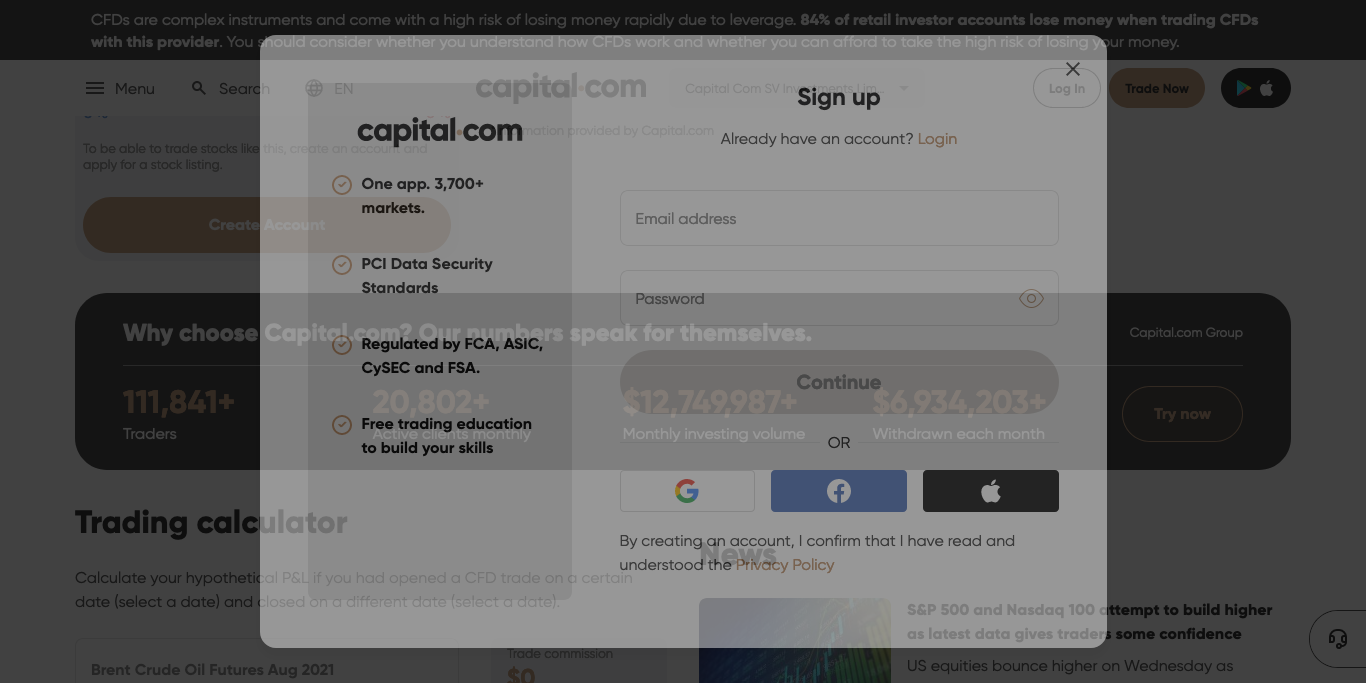 CFDs are complex instruments and come with a high risk of losing money rapidly due to leverage. 84% of retail investor accounts lose money when trading CFDs
with this provider. You should consider whether you understand how CFDs work and whether you can afford to take the high risk of losing your money.
Menu
Search
EN
capital.com
Capital Com SV Investments Lim...
Log In
Trade Now
To be able to trade stocks like this, create an account and
apply for a stock listing.
Create Account
Information provided by Capital.com
capital.com
One app. 3,700+
markets.
PCI Data Security
Standards
Regulated by FCA, ASIC,
CySEC and FSA.
Free trading education
to build your skills
Sign up
Already have an account? Login
Email address
Password
Continue
OR
By creating an account, I confirm that I have read and
understood the Privacy Policy
Why choose Capital.com? Our numbers speak for themselves.
Capital.com Group
111,841+
Traders
20,802+
Active clients monthly
$12,749,987+
Monthly investing volume
$6,934,203+
Withdrawn each month
Try now
Trading calculator
Calculate your hypothetical P&L if you had opened a CFD trade on a certain
date (select a date) and closed on a different date (select a date).
Brent Crude Oil Futures Aug 2021
Trade commission
$0
News
S&P 500 and Nasdaq 100 attempt to build higher
as latest data gives traders some confidence
US equities bounce higher on Wednesday as